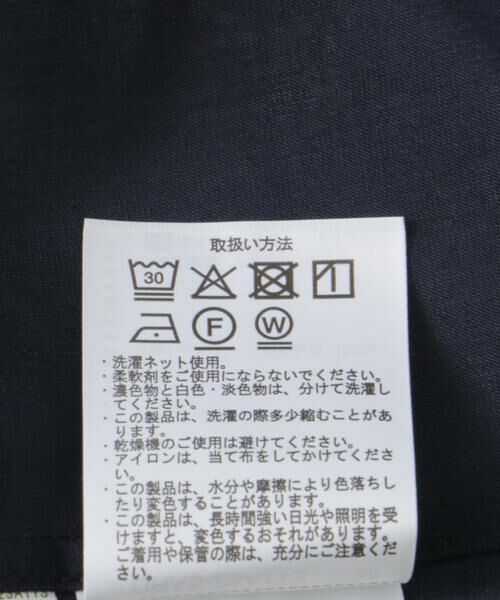 取扱い方法
30
F W
・洗濯ネット使用。
・柔軟剤をご使用にならないでください。
・濃色物と白色・淡色物は、分けて洗濯し
てください。
・この製品は、洗濯の際多少縮むことがあ
ります。
・乾燥機のご使用は避けてください。
・アイロンは、当て布をしてかけてくださ
い。
・この製品は、水分や摩擦により色落ちし
たり変色することがあります。
・この製品は、長時間強い日光や照明を受
けますと、変色するおそれがあります。
ご着用や保管の際は、充分にご注意くだ
さい。